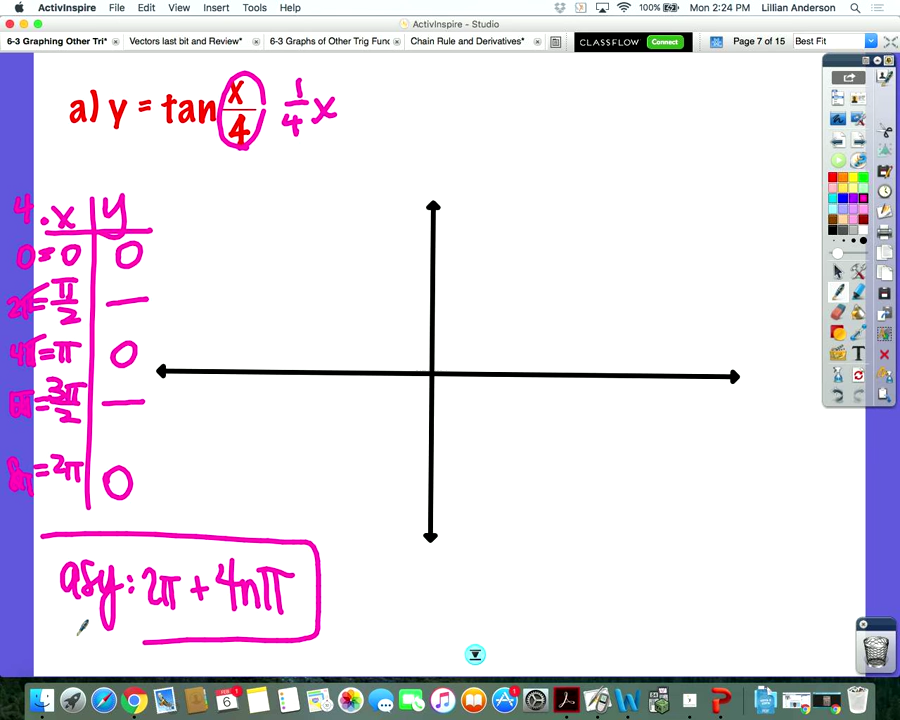 ActivInspire File Edit View Insert Tools Help 100% Mon 2:24 PM Lillian Anderson
ActivInspire - Studio
6-3 Graphing Other Tri* Vectors last bit and Review* 6-3 Graphs of Other Trig Func Chain Rule and Derivatives* CLASSFLOW Connect Page 7 of 15 Best Fit
a) y = tan x/4 1/4 x
4 · x y
0 = 0 0
2π = π/2 —
4π = π 0
= 3π/2 —
8π = 2π 0
asy: 2π + 4nπ
T
FEB
6
1
W
P